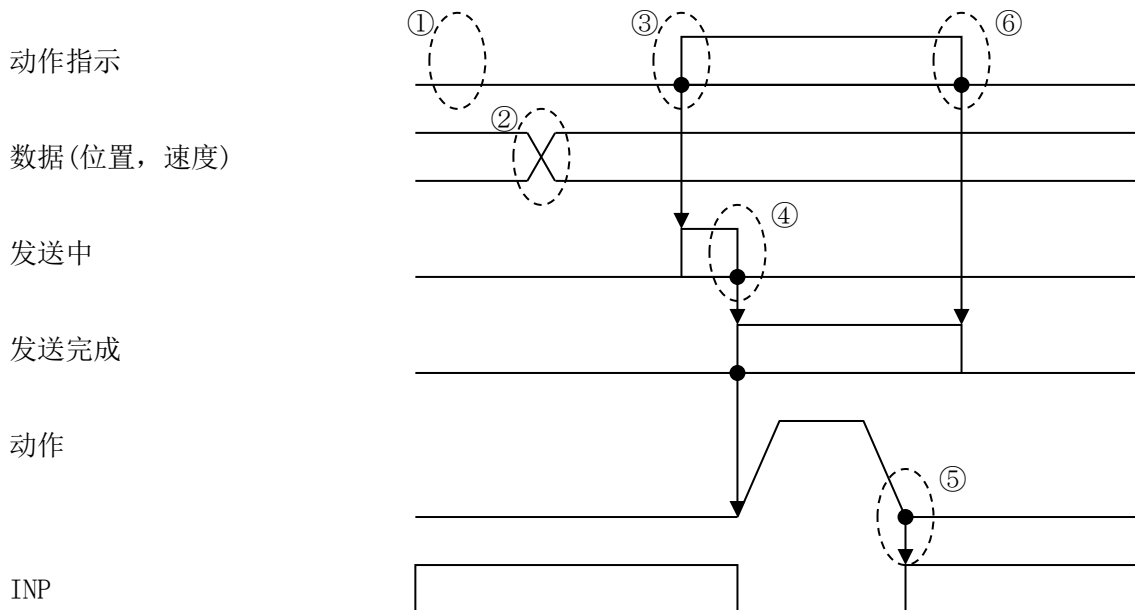 ① ③ ⑥
动作指示
②
数据(位置，速度)
④
发送中
发送完成
动作
⑤
INP